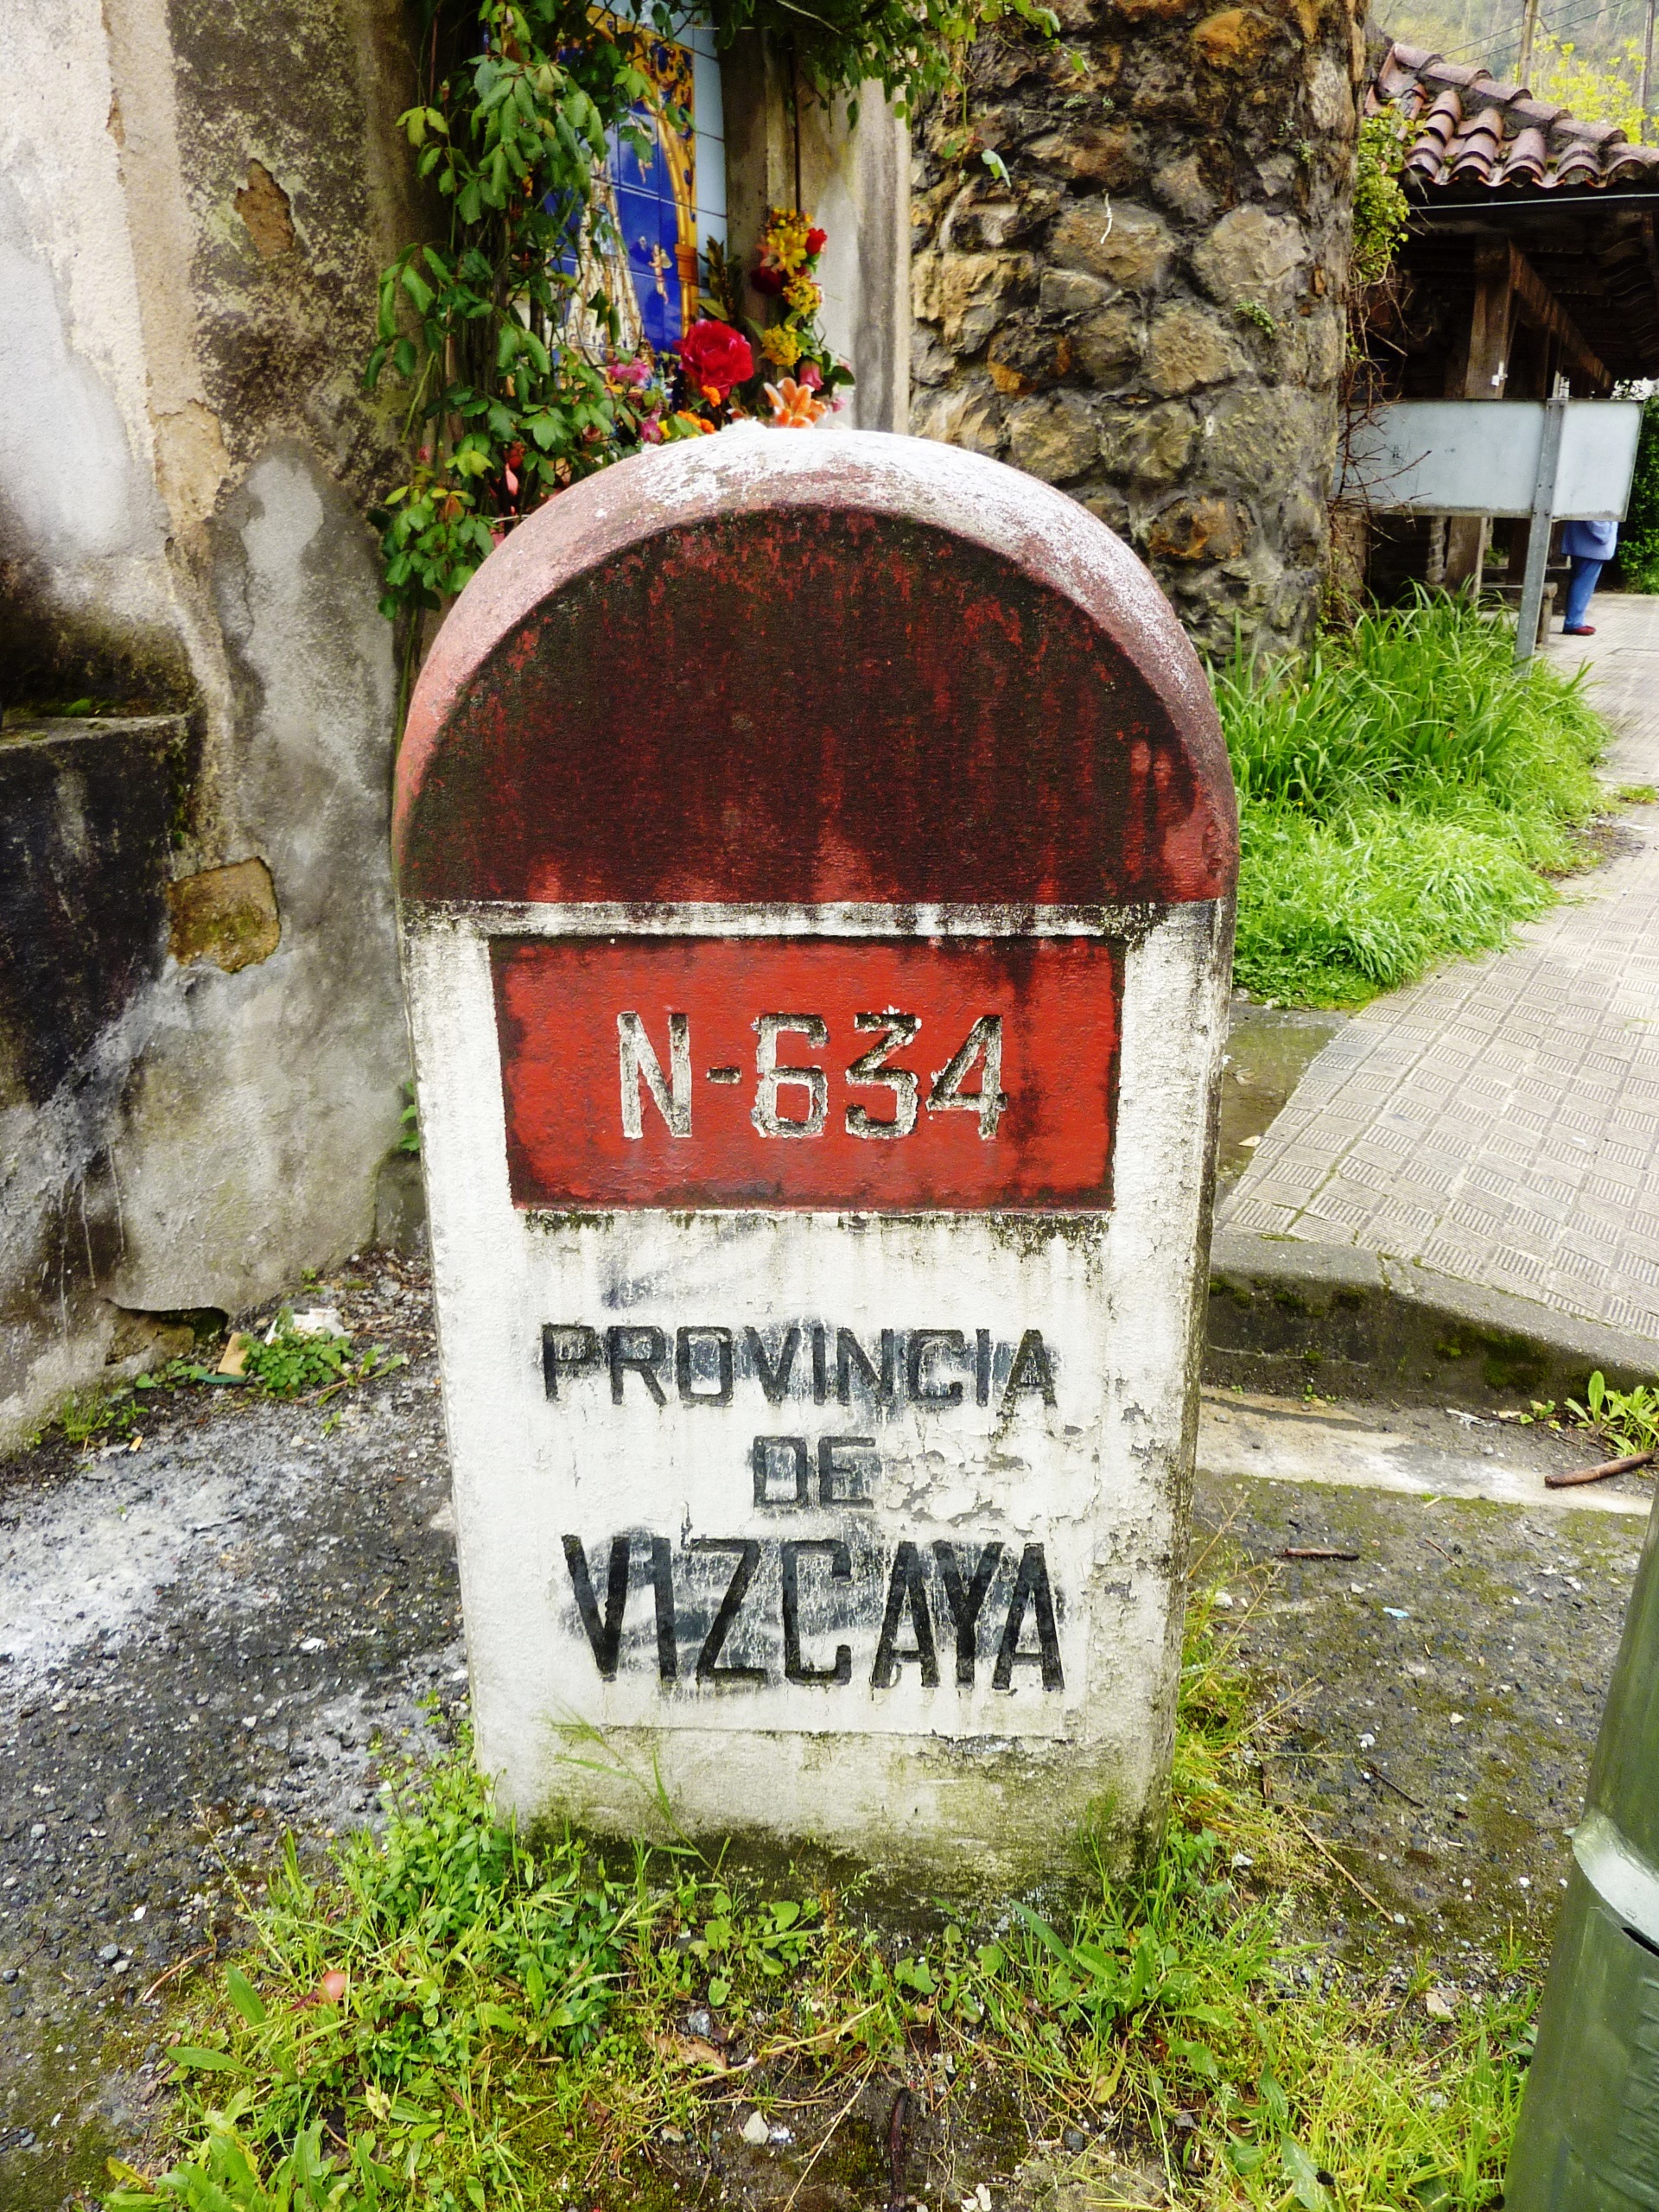 N-634
PROVINCIA
DE
VIZCAYA